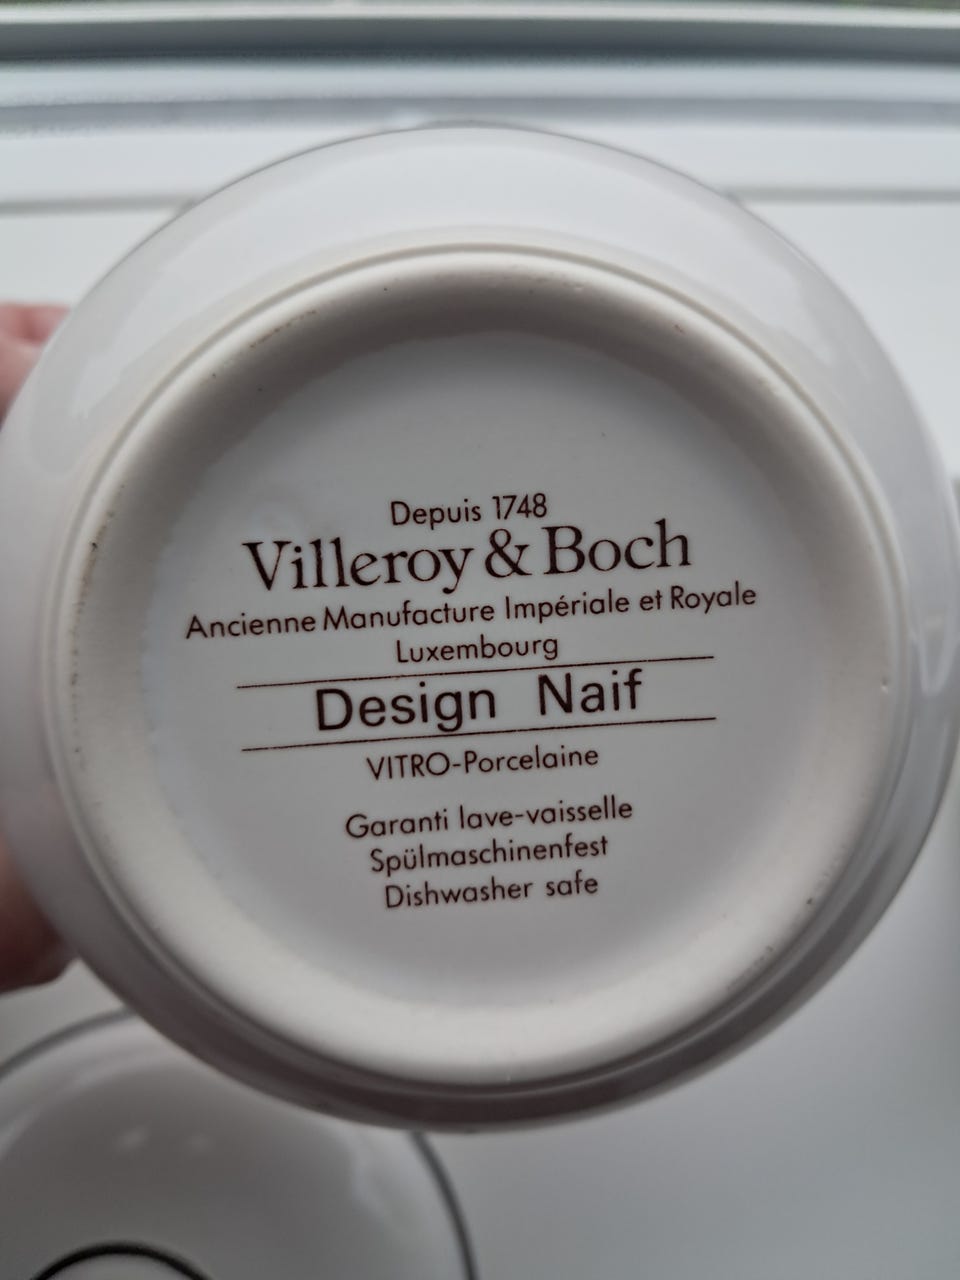 Depuis 1748
Villeroy & Boch
Ancienne Manufacture Impériale et Royale
Luxembourg
Design Naif
VITRO-Porcelaine
Garanti lave-vaisselle
Spülmaschinenfest
Dishwasher safe